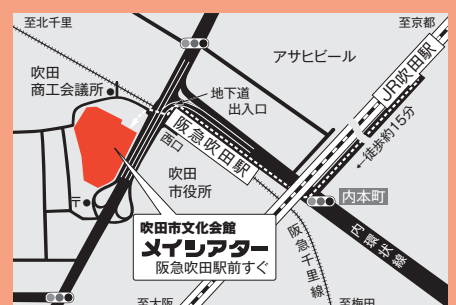 至北千里
至京都
アサヒビール
吹田
商工会議所
地下道
出入口
JR吹田駅
阪急吹田駅
西口
徒歩約15分
吹田
市役所
〒
内本町
吹田市文化会館
メイシアター
阪急吹田駅前すぐ
阪急千里線
内環状線
至大阪
至梅田